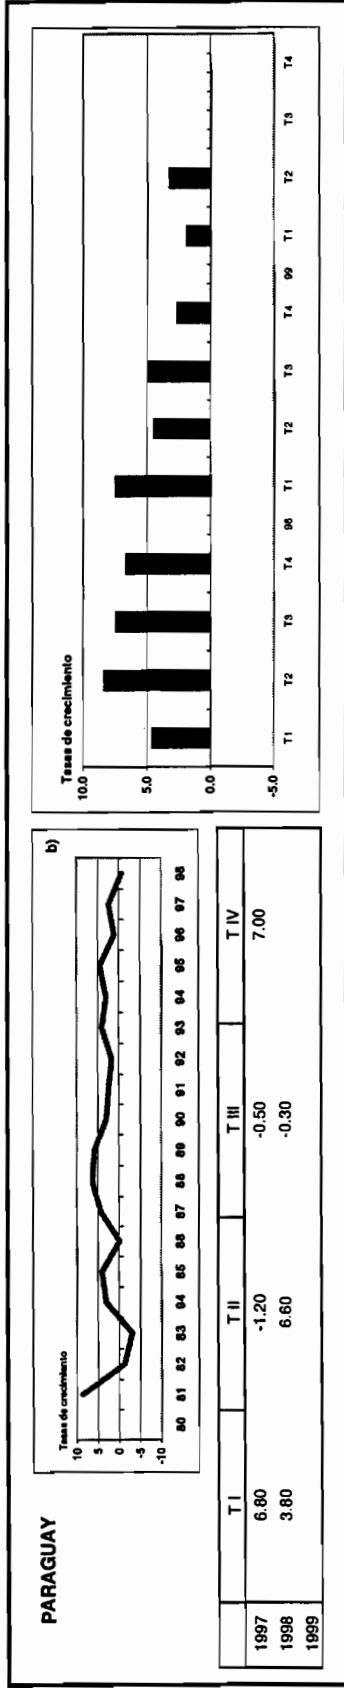 PARAGUAY
b)
Tasas de crecimiento
10
5
0
-5
-10
80 81 82 83 94 85 86 87 88 89 90 91 92 93 94 95 96 97 98
T I T II T III T IV
1997 6.80 -1.20 -0.50 7.00
1998 3.80 6.60 -0.30
1999
Tasas de crecimiento
10.0
5.0
0.0
-5.0
T1 T2 T3 T4 98 T1 T2 T3 T4 99 T1 T2 T3 T4